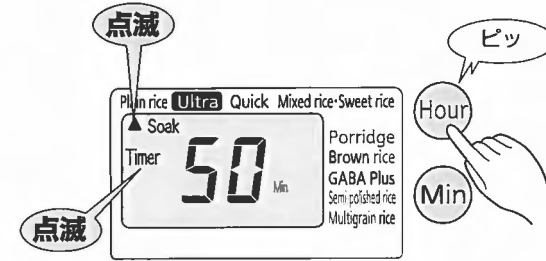 点滅
ピッ
Plain rice Ultra Quick Mixed rice・Sweet rice
Hour
▲ Soak
Timer
50 Min
Porridge
Brown rice
GABA Plus
Semi polished rice
Multigrain rice
Min
点滅